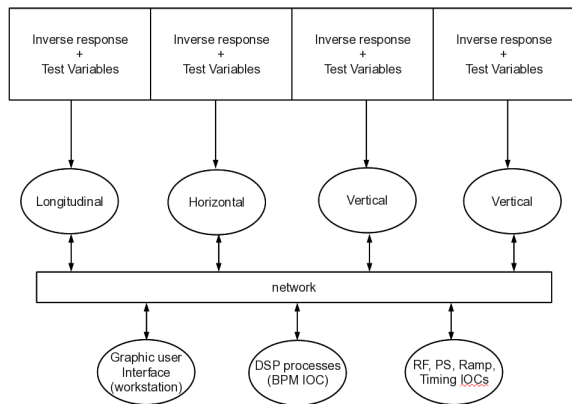 Inverse response
+
Test Variables
Inverse response
+
Test Variables
Inverse response
+
Test Variables
Inverse response
+
Test Variables
Longitudinal
Horizontal
Vertical
Vertical
network
Graphic user
Interface
(workstation)
DSP processes
(BPM IOC)
RF, PS, Ramp,
Timing IOCs